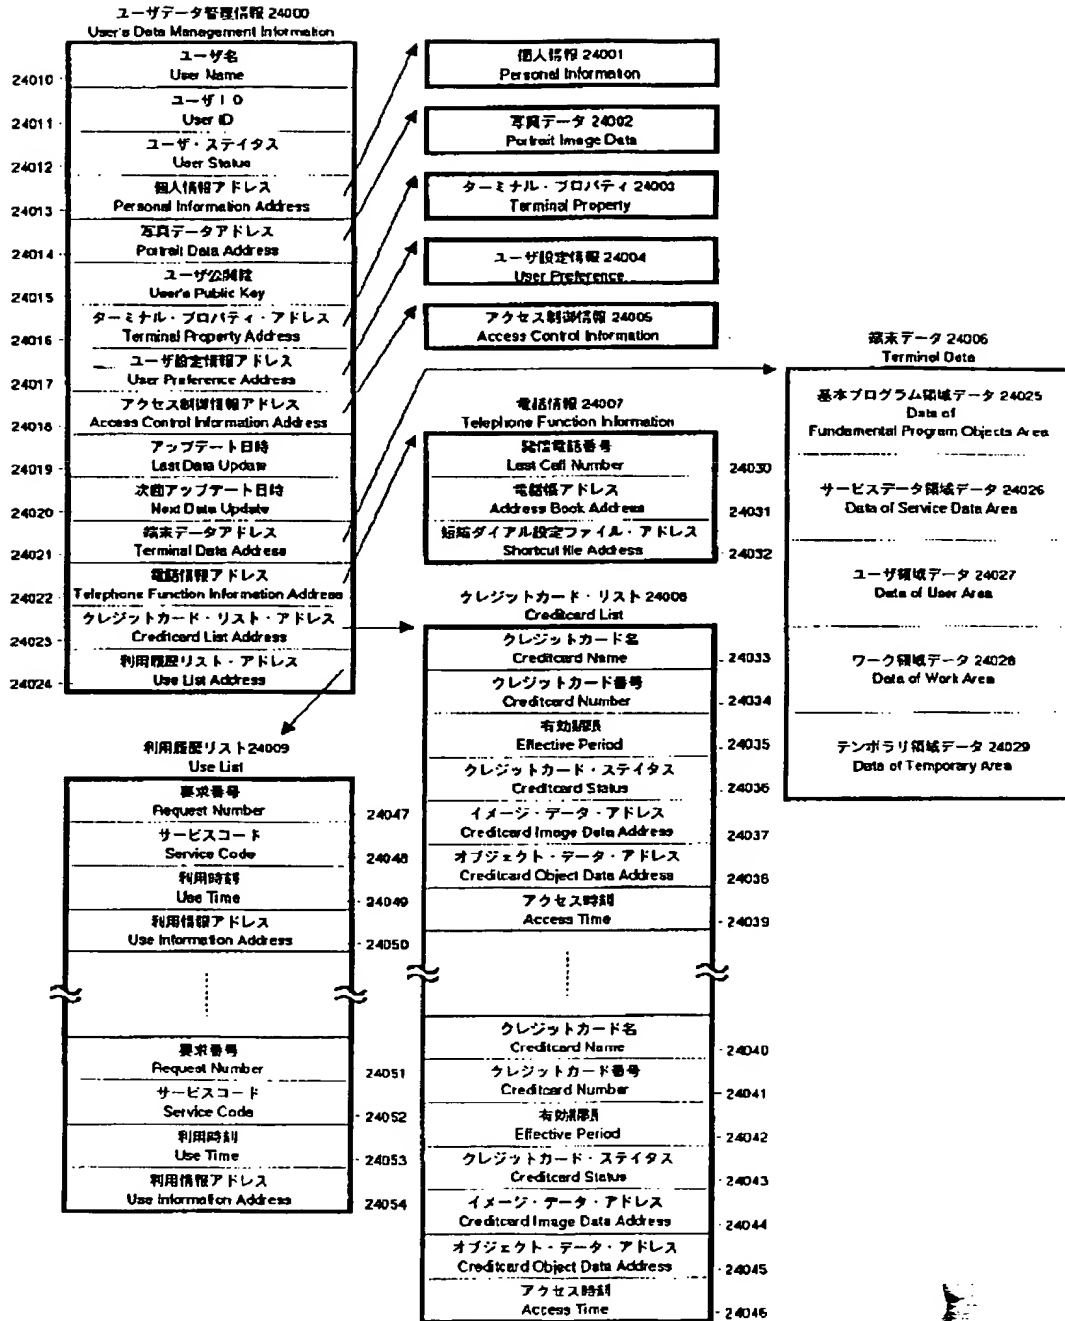 ユーザデータ管理情報 24000
User's Data Management Information
ユーザ名
User Name
24010
ユーザID
User ID
24011
ユーザ・ステイタス
User Status
24012
個人情報アドレス
Personal Information Address
24013
写真データアドレス
Portrait Data Address
24014
ユーザ公開鍵
User's Public Key
24015
ターミナル・プロパティ・アドレス
Terminal Property Address
24016
ユーザ設定情報アドレス
User Preference Address
24017
アクセス制御情報アドレス
Access Control Information Address
24018
アップデート日時
Last Data Update
24019
次回アップデート日時
Next Data Update
24020
端末データアドレス
Terminal Data Address
24021
電話情報アドレス
Telephone Function Information Address
24022
クレジットカード・リスト・アドレス
Creditcard List Address
24023
利用履歴リスト・アドレス
Use List Address
24024
個人情報 24001
Personal Information
写真データ 24002
Portrait Image Data
ターミナル・プロパティ 24003
Terminal Property
ユーザ設定情報 24004
User Preference
アクセス制御情報 24005
Access Control Information
端末データ 24006
Terminal Data
基本プログラム領域データ 24025
Data of
Fundamental Program Objects Area
サービスデータ領域データ 24026
Data of Service Data Area
ユーザ領域データ 24027
Data of User Area
ワーク領域データ 24028
Data of Work Area
テンポラリ領域データ 24029
Data of Temporary Area
電話情報 24007
Telephone Function Information
発信電話番号
Last Call Number
24030
電話帳アドレス
Address Book Address
24031
短縮ダイアル設定ファイル・アドレス
Shortcut file Address
24032
クレジットカード・リスト 24008
Creditcard List
クレジットカード名
Creditcard Name
24033
クレジットカード番号
Creditcard Number
24034
有効期限
Effective Period
24035
クレジットカード・ステイタス
Creditcard Status
24036
イメージ・データ・アドレス
Creditcard Image Data Address
24037
オブジェクト・データ・アドレス
Creditcard Object Data Address
24038
アクセス時刻
Access Time
24039
クレジットカード名
Creditcard Name
24040
クレジットカード番号
Creditcard Number
24041
有効期限
Effective Period
24042
クレジットカード・ステイタス
Creditcard Status
24043
イメージ・データ・アドレス
Creditcard Image Data Address
24044
オブジェクト・データ・アドレス
Creditcard Object Data Address
24045
アクセス時刻
Access Time
24046
利用履歴リスト24009
Use List
要求番号
Request Number
24047
サービスコード
Service Code
24048
利用時刻
Use Time
24049
利用情報アドレス
Use Information Address
24050
要求番号
Request Number
24051
サービスコード
Service Code
24052
利用時刻
Use Time
24053
利用情報アドレス
Use Information Address
24054